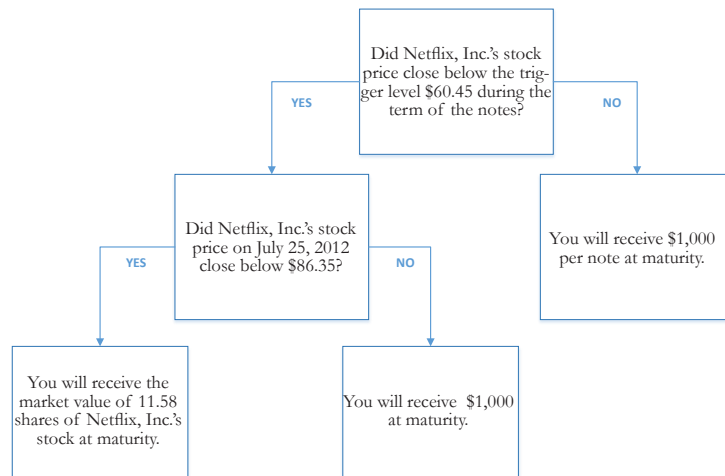 Did Netflix, Inc.'s stock
price close below the trig-
ger level $60.45 during the
term of the notes?
YES
NO
Did Netflix, Inc.'s stock
price on July 25, 2012
close below $86.35?
You will receive $1,000
per note at maturity.
YES
NO
You will receive the
market value of 11.58
shares of Netflix, Inc.'s
stock at maturity.
You will receive $1,000
at maturity.